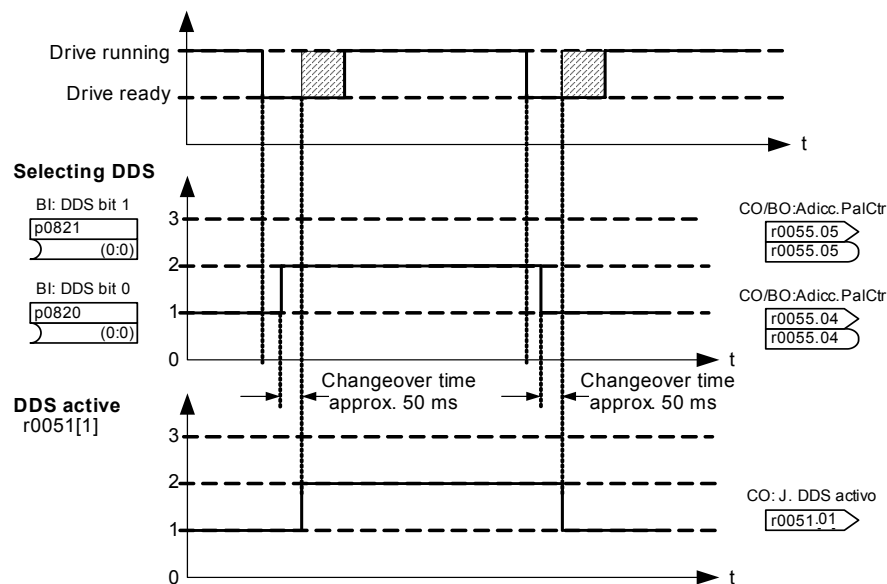 Drive running
Drive ready
t
Selecting DDS
BI: DDS bit 1
p0821
(0:0)
BI: DDS bit 0
p0820
(0:0)
3
2
1
0
t
CO/BO:Adicc.PalCtr
r0055.05
r0055.05
CO/BO:Adicc.PalCtr
r0055.04
r0055.04
Changeover time
approx. 50 ms
Changeover time
approx. 50 ms
DDS active
r0051[1]
3
2
1
0
t
CO: J. DDS activo
r0051.01